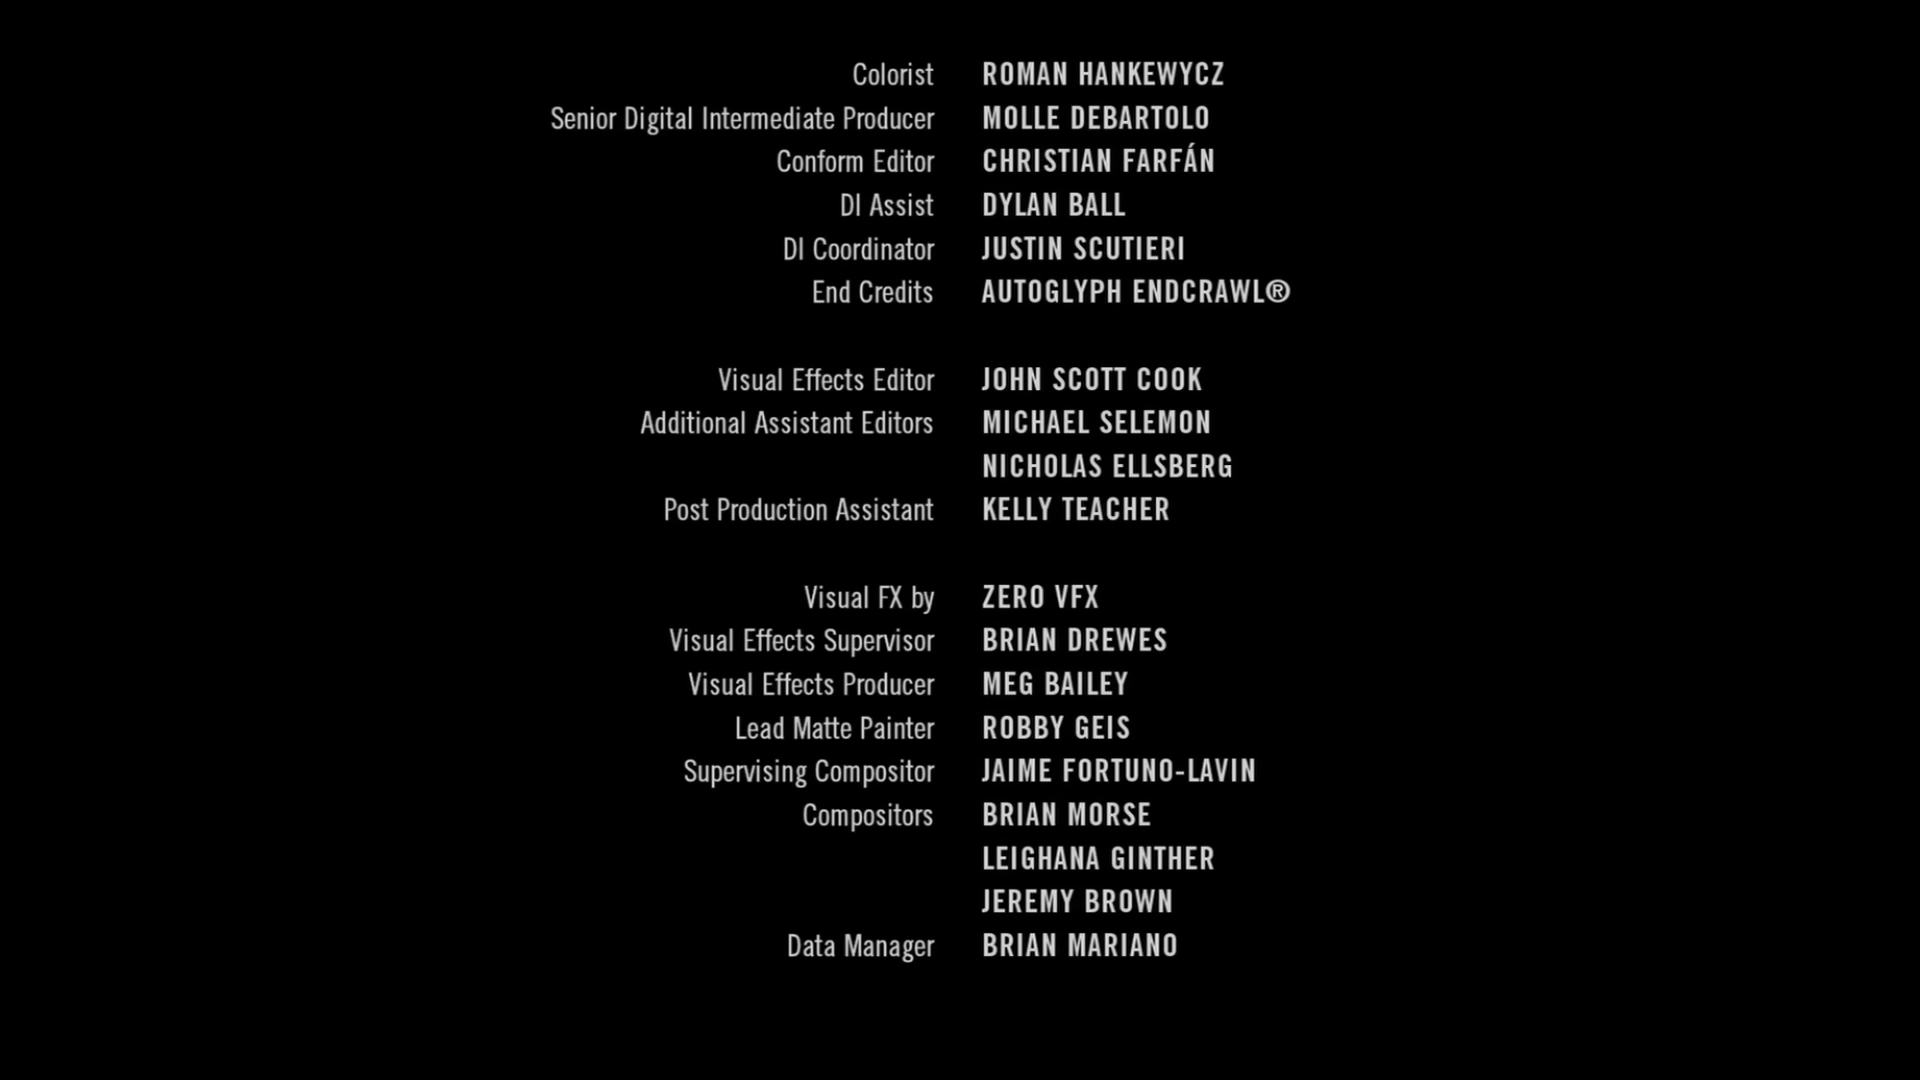 Colorist ROMAN HANKEWYCZ
Senior Digital Intermediate Producer MOLLE DEBARTOLO
Conform Editor CHRISTIAN FARFÁN
DI Assist DYLAN BALL
DI Coordinator JUSTIN SCUTIERI
End Credits AUTOGLYPH ENDCRAWL®
Visual Effects Editor JOHN SCOTT COOK
Additional Assistant Editors MICHAEL SELEMON
NICHOLAS ELLSBERG
Post Production Assistant KELLY TEACHER
Visual FX by ZERO VFX
Visual Effects Supervisor BRIAN DREWES
Visual Effects Producer MEG BAILEY
Lead Matte Painter ROBBY GEIS
Supervising Compositor JAIME FORTUNO-LAVIN
Compositors BRIAN MORSE
LEIGHANA GINTHER
JEREMY BROWN
Data Manager BRIAN MARIANO